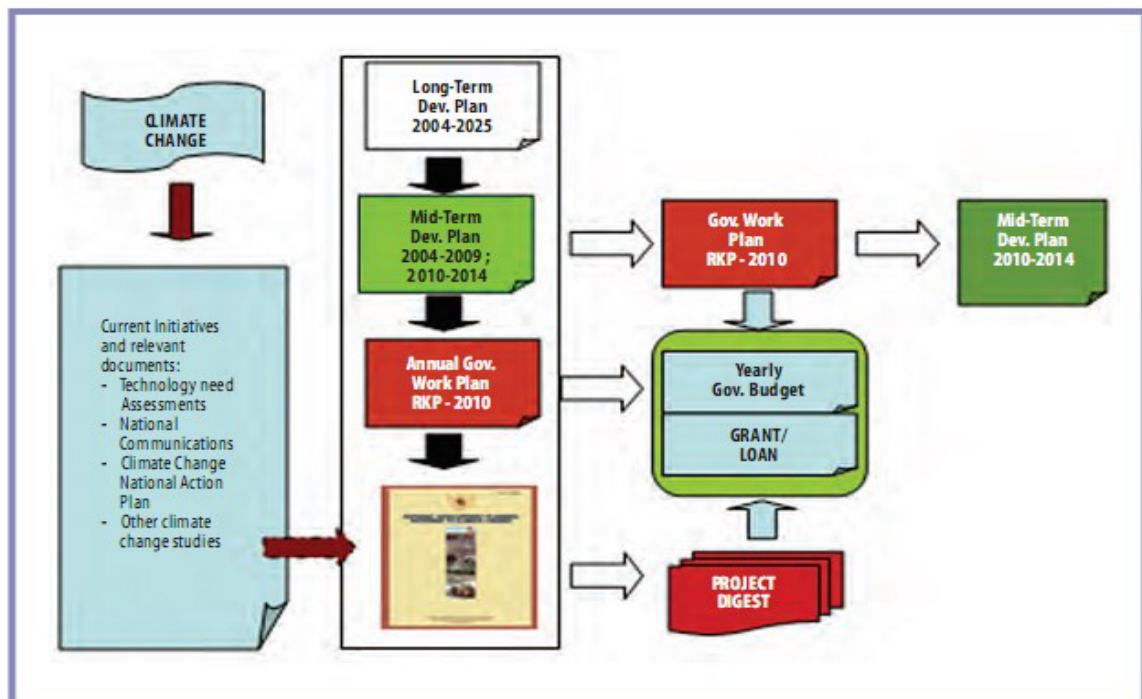 CLIMATE
CHANGE
Current Initiatives
and relevant
documents:
- Technology need
Assessments
- National
Communications
- Climate Change
National Action
Plan
- Other climate
change studies
Long-Term
Dev. Plan
2004-2025
Mid-Term
Dev. Plan
2004-2009 ;
2010-2014
Annual Gov.
Work Plan
RKP - 2010
Gov. Work
Plan
RKP - 2010
Mid-Term
Dev. Plan
2010-2014
Yearly
Gov. Budget
GRANT/
LOAN
PROJECT
DIGEST